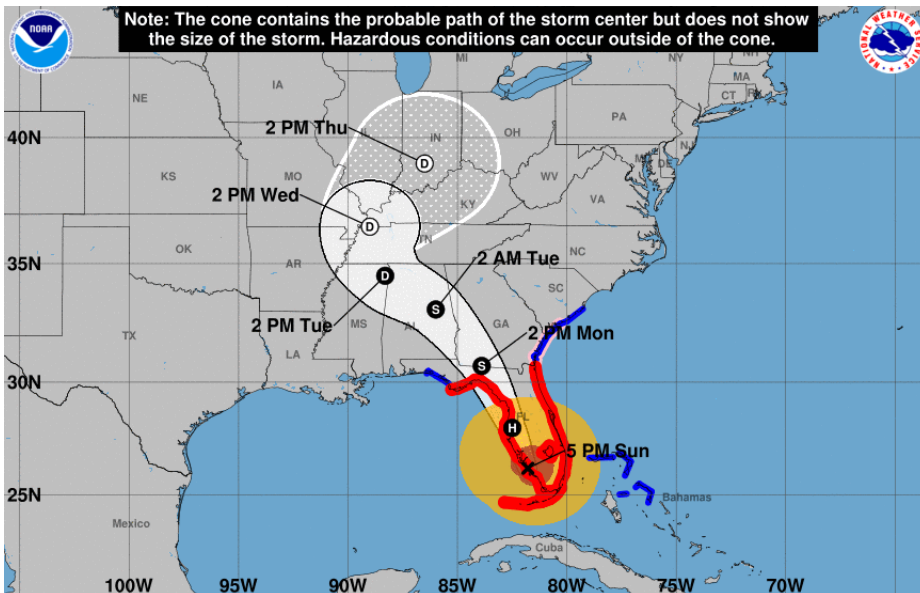 Note: The cone contains the probable path of the storm center but does not show
the size of the storm. Hazardous conditions can occur outside of the cone.
NOAA
NATIONAL WEATHER SERVICE
MI
NY
MA
CT
NE
IA
PA
40N
2 PM Thu
IN
OH
NJ
DE
D
KS
MO
WV
2 PM Wed
KY
VA
D
TN
OK
NC
35N
AR
2 AM Tue
D
SC
S
2 PM Tue
MS
AL
GA
TX
2 PM Mon
LA
S
30N
FL
H
5 PM Sun
25N
Bahamas
Mexico
Cuba
100W
95W
90W
85W
80W
75W
70W